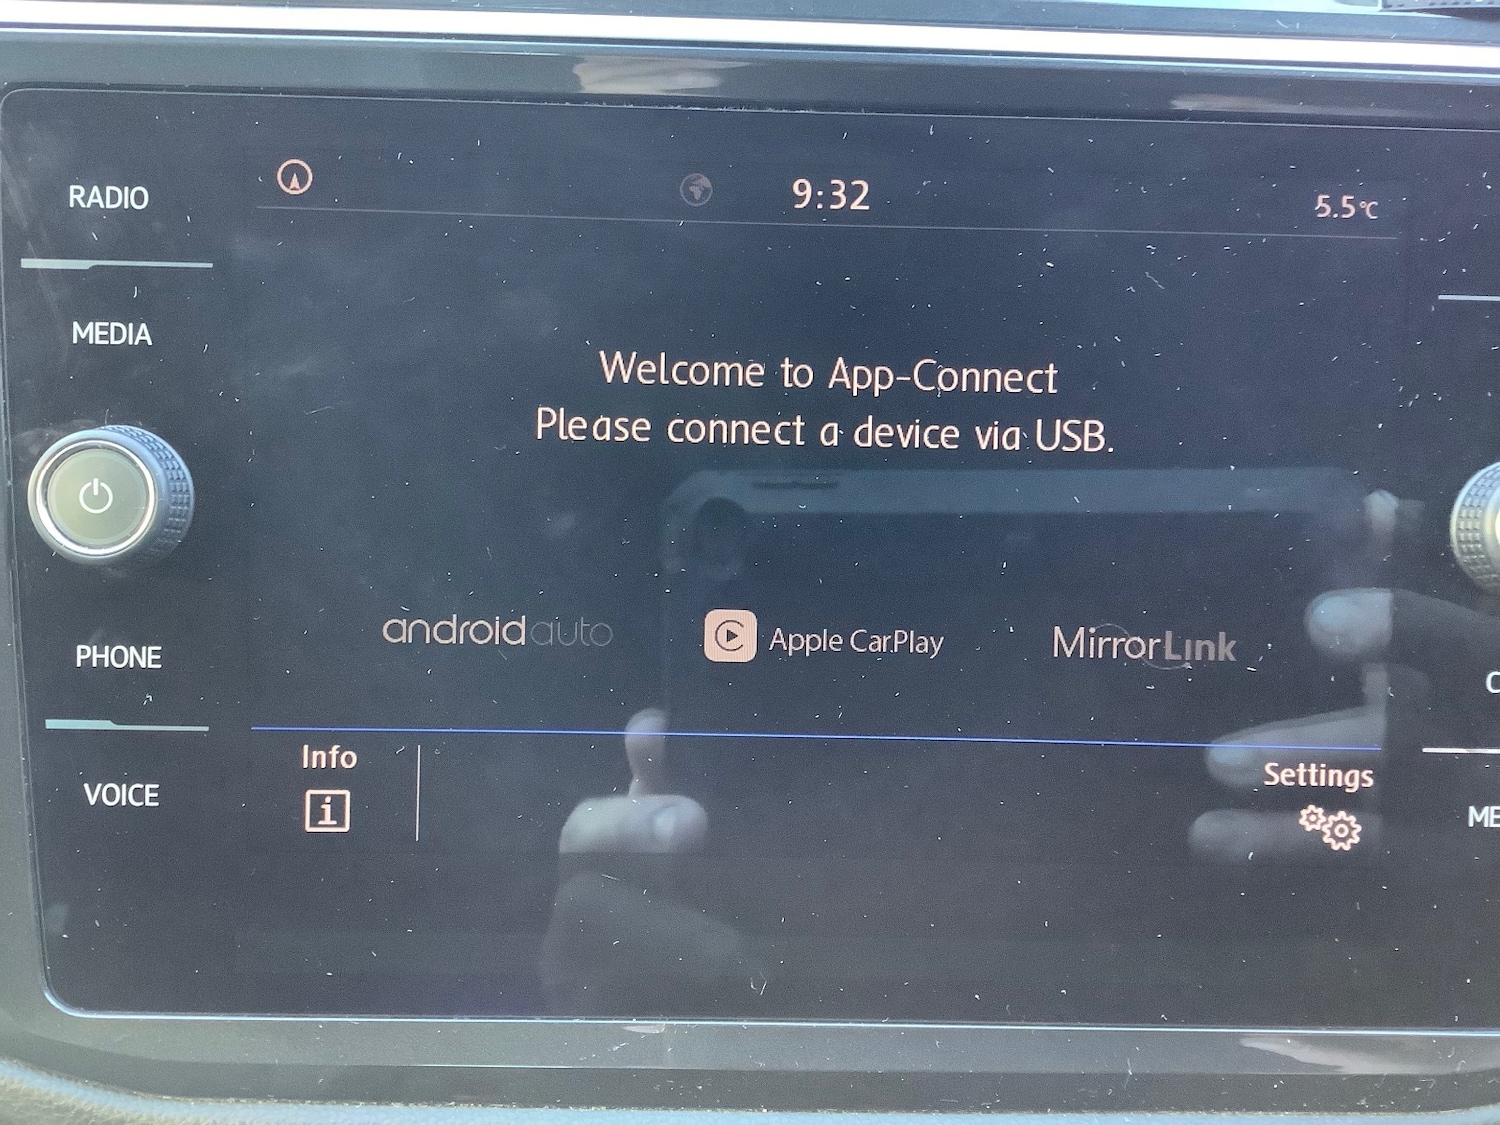 RADIO
9:32
5.5°C
MEDIA
Welcome to App-Connect
Please connect a device via USB.
androidauto
Apple CarPlay
MirrorLink
PHONE
Info
Settings
VOICE